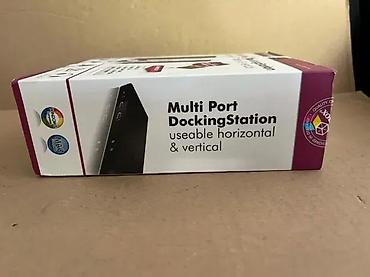 Multi Port
DockingStation
useable horizontal
& vertical